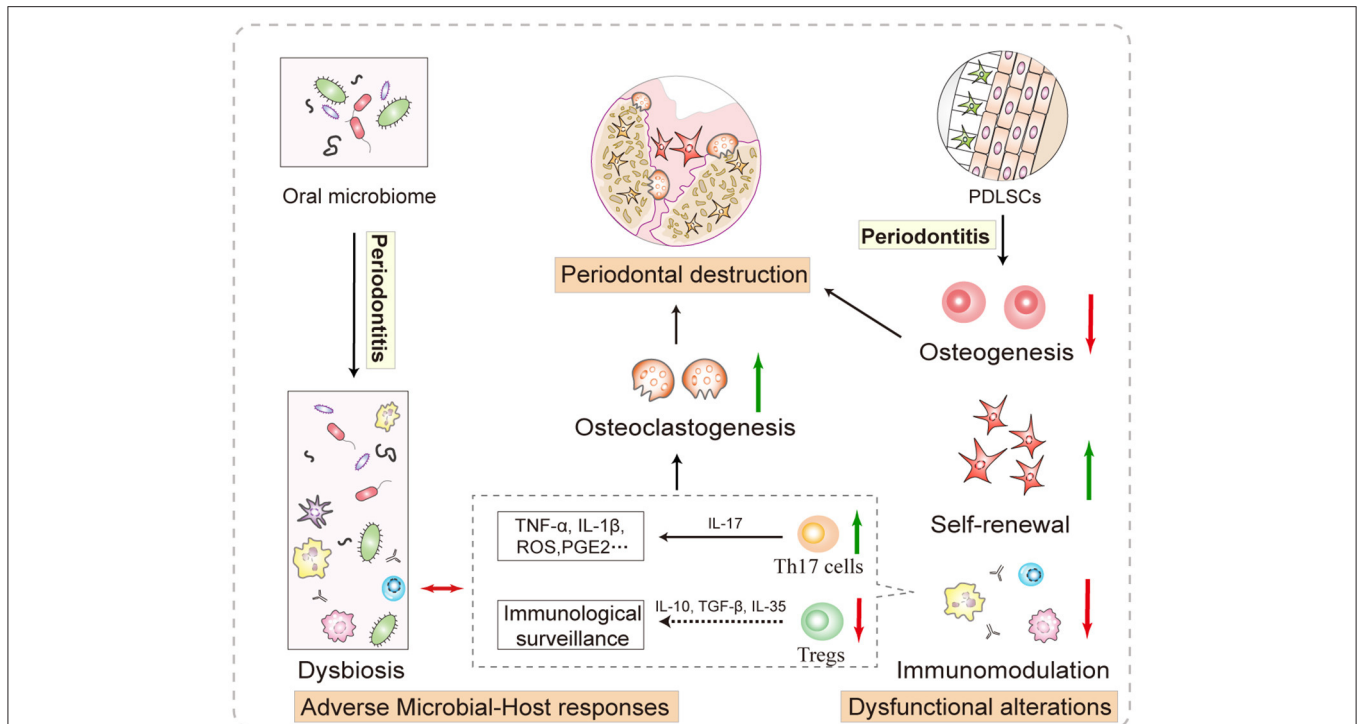 Oral microbiome
Periodontitis
Dysbiosis
Adverse Microbial-Host responses
Periodontal destruction
Osteoclastogenesis
TNF-α, IL-1β,
ROS,PGE2⋯
IL-17
Th17 cells
Immunological
surveillance
IL-10, TGF-β, IL-35
Tregs
PDLSCs
Periodontitis
Osteogenesis
Self-renewal
Immunomodulation
Dysfunctional alterations